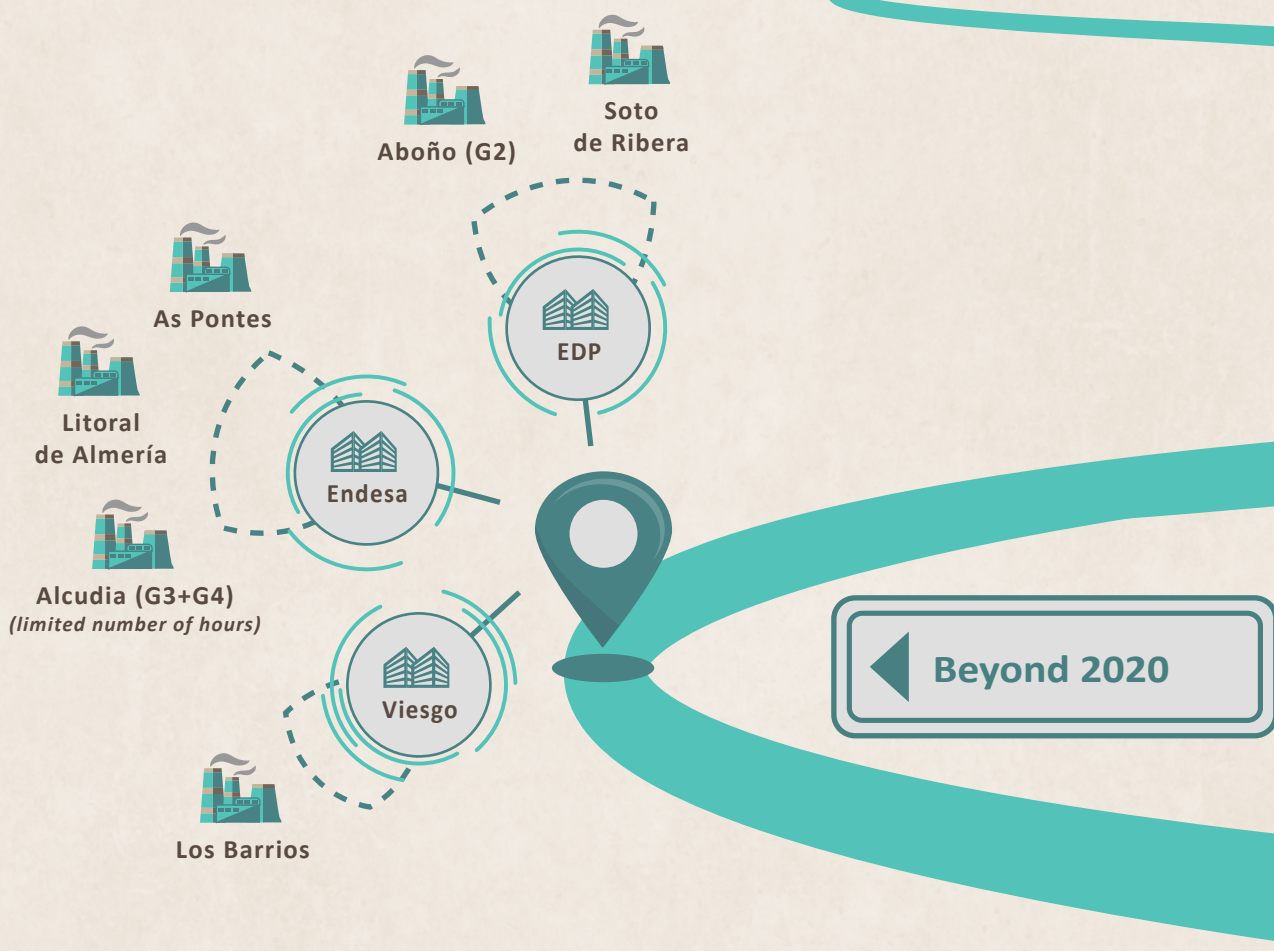 Soto
de Ribera
Aboño (G2)
EDP
As Pontes
Litoral
de Almería
Endesa
Alcudia (G3+G4)
(limited number of hours)
Viesgo
Los Barrios
Beyond 2020